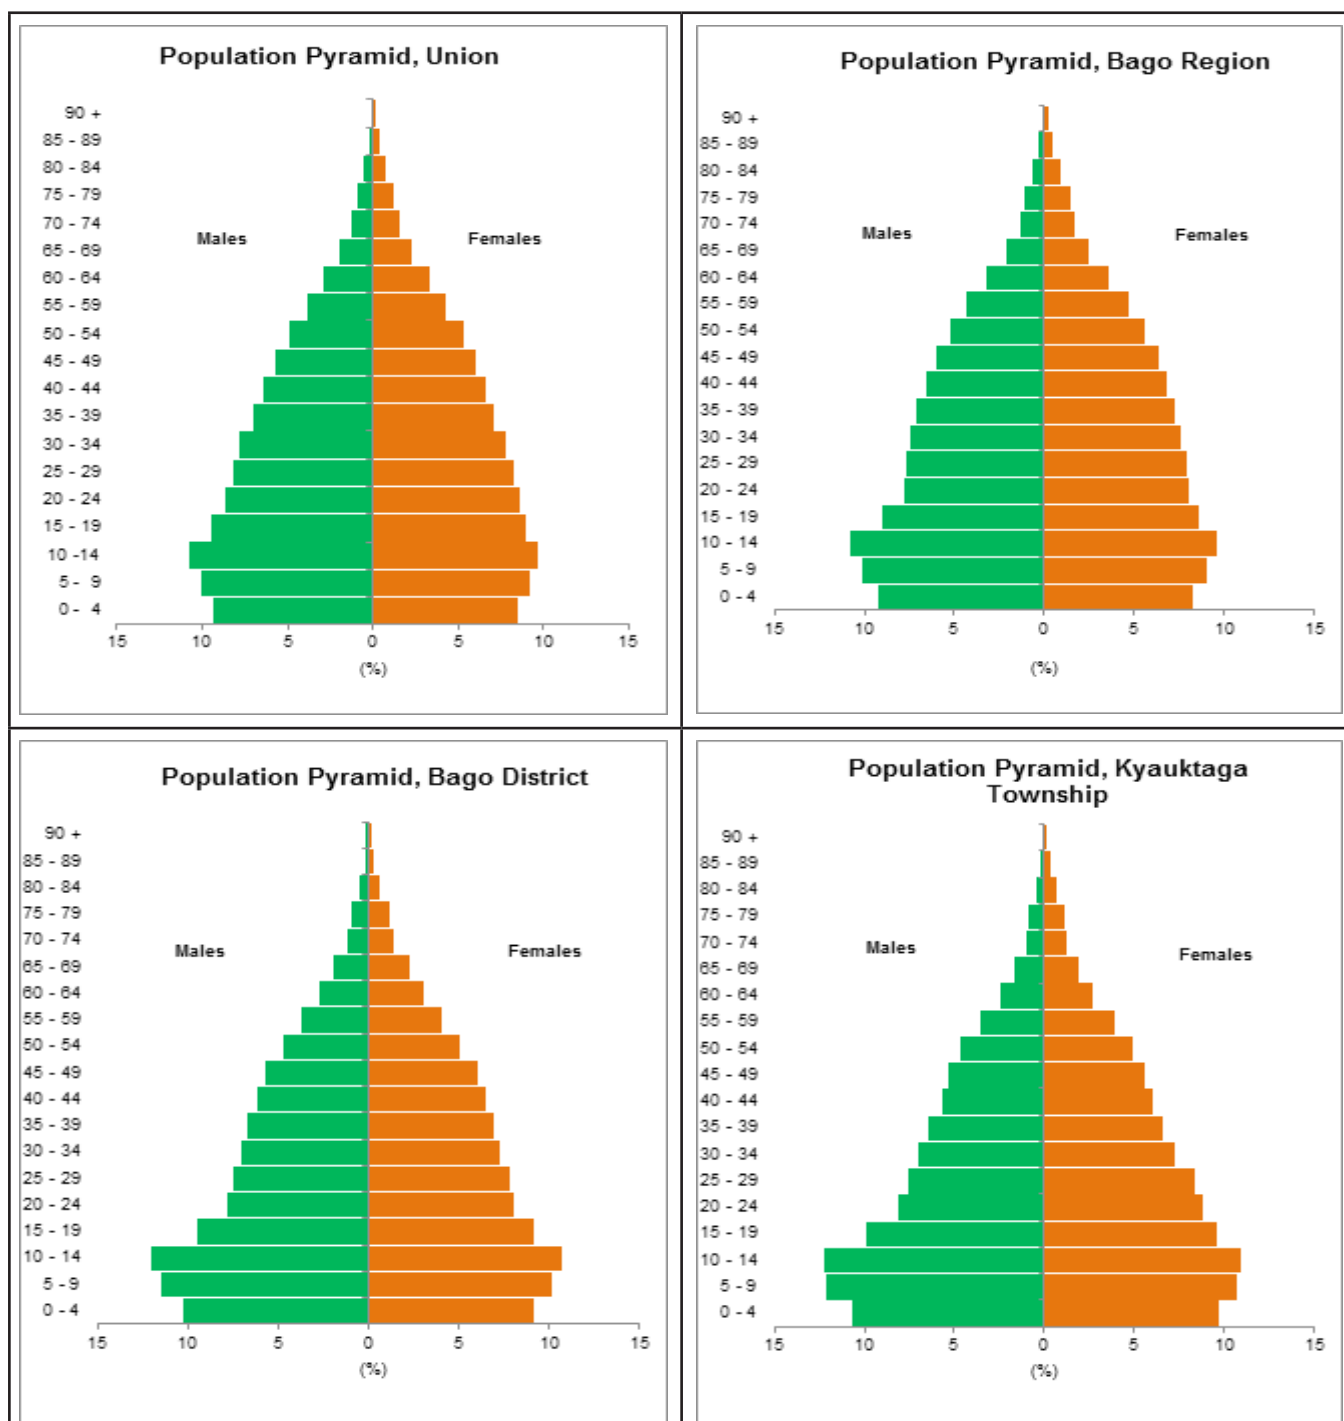 Population Pyramid, Union
90 +
85 - 89
80 - 84
75 - 79
70 - 74
Males
Females
65 - 69
60 - 64
55 - 59
50 - 54
45 - 49
40 - 44
35 - 39
30 - 34
25 - 29
20 - 24
15 - 19
10 -14
5 - 9
0 - 4
15 10 5 0 5 10 15
(%)
Population Pyramid, Bago Region
90 +
85 - 89
80 - 84
75 - 79
70 - 74
Males
Females
65 - 69
60 - 64
55 - 59
50 - 54
45 - 49
40 - 44
35 - 39
30 - 34
25 - 29
20 - 24
15 - 19
10 - 14
5 - 9
0 - 4
15 10 5 0 5 10 15
(%)
Population Pyramid, Bago District
90 +
85 - 89
80 - 84
75 - 79
70 - 74
Males
Females
65 - 69
60 - 64
55 - 59
50 - 54
45 - 49
40 - 44
35 - 39
30 - 34
25 - 29
20 - 24
15 - 19
10 - 14
5 - 9
0 - 4
15 10 5 0 5 10 15
(%)
Population Pyramid, Kyauktaga
Township
90 +
85 - 89
80 - 84
75 - 79
70 - 74
Males
Females
65 - 69
60 - 64
55 - 59
50 - 54
45 - 49
40 - 44
35 - 39
30 - 34
25 - 29
20 - 24
15 - 19
10 - 14
5 - 9
0 - 4
15 10 5 0 5 10 15
(%)